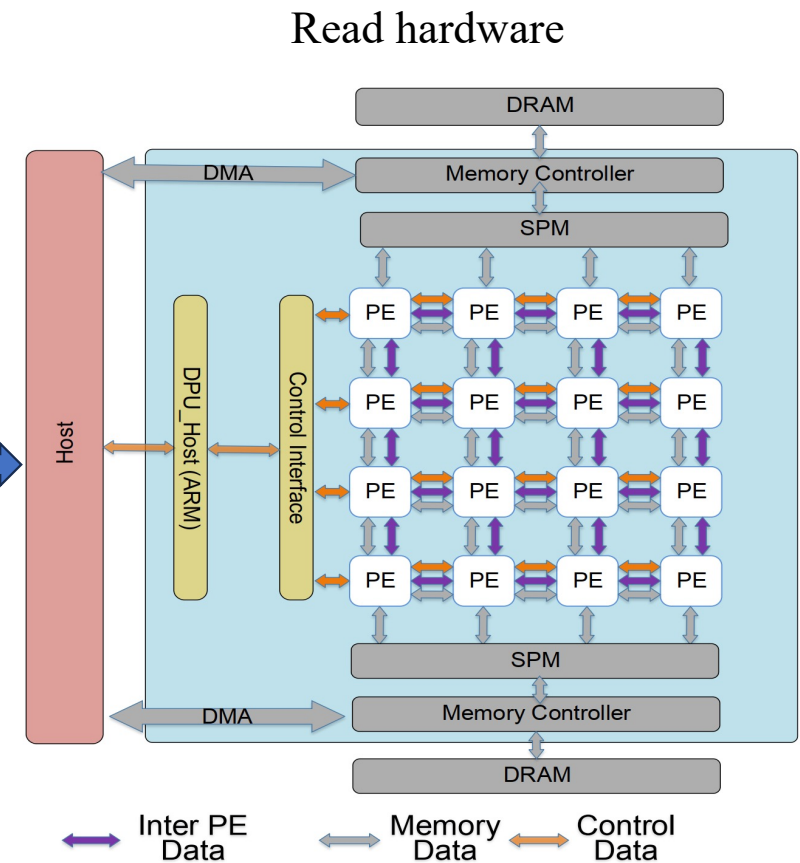 Read hardware
DRAM
DMA
Memory Controller
SPM
Host
DPU_Host (ARM)
Control Interface
PE PE PE PE
PE PE PE PE
PE PE PE PE
PE PE PE PE
SPM
DMA
Memory Controller
DRAM
Inter PE
Data
Memory
Data
Control
Data